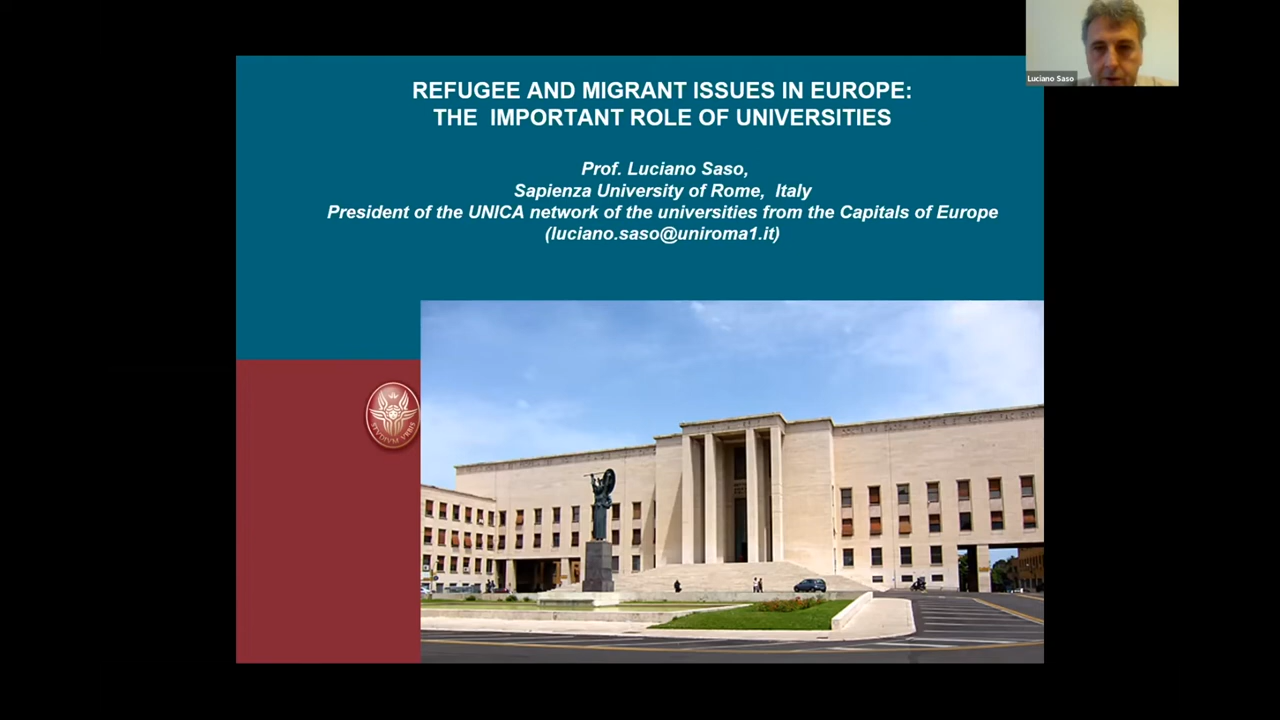 Luciano Saso
REFUGEE AND MIGRANT ISSUES IN EUROPE:
THE IMPORTANT ROLE OF UNIVERSITIES
Prof. Luciano Saso,
Sapienza University of Rome, Italy
President of the UNICA network of the universities from the Capitals of Europe
(luciano.saso@uniroma1.it)
STVDIVM VRBIS